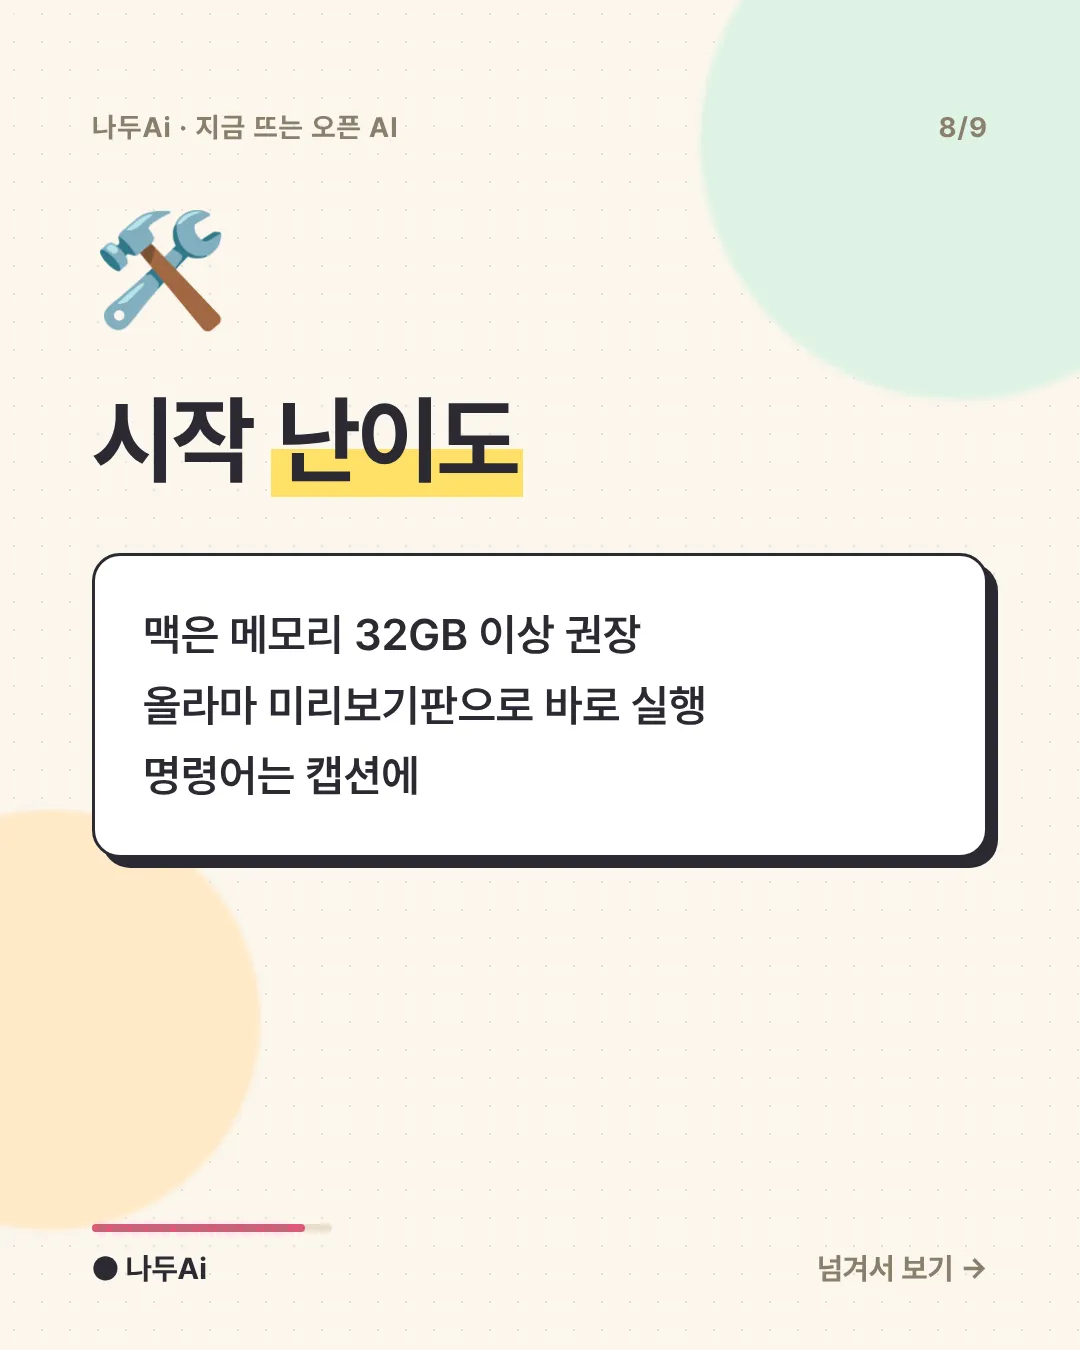 나두Ai · 지금 뜨는 오픈 AI
8/9
시작 난이도
맥은 메모리 32GB 이상 권장
올라마 미리보기판으로 바로 실행
명령어는 캡션에
나두Ai
넘겨서 보기 →